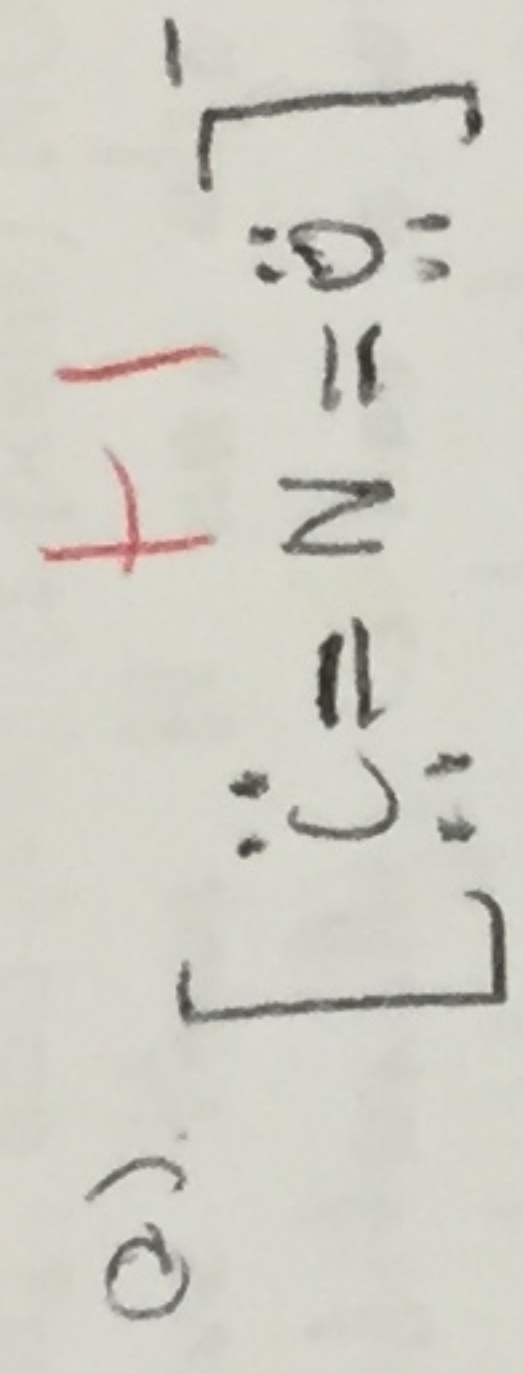 +1
a) [C̤̈ = N = Ö̤]⁻